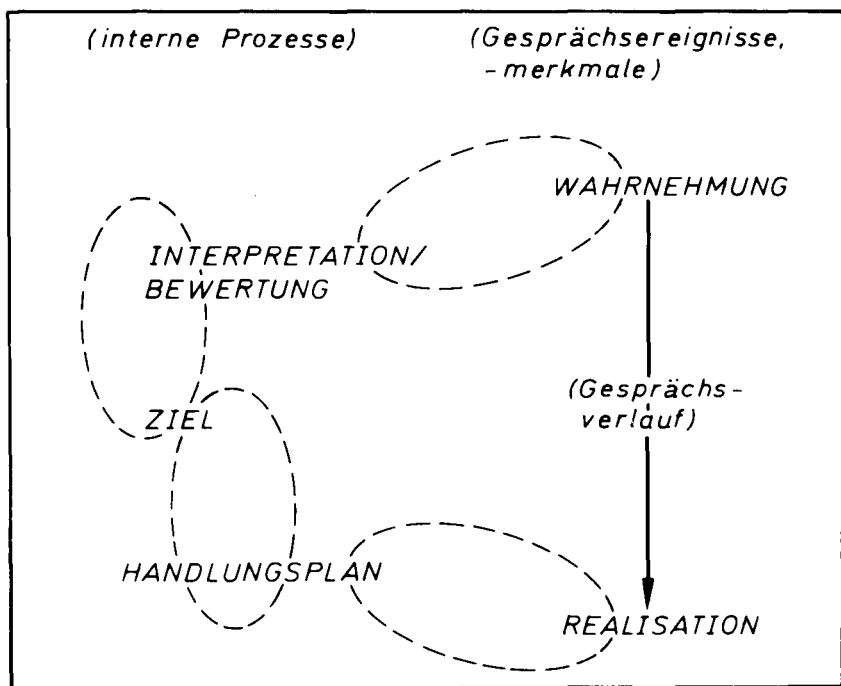 (interne Prozesse)
(Gesprächsereignisse,
-merkmale)
WAHRNEHMUNG
INTERPRETATION/
BEWERTUNG
(Gesprächs-
verlauf)
ZIEL
HANDLUNGSPLAN
REALISATION